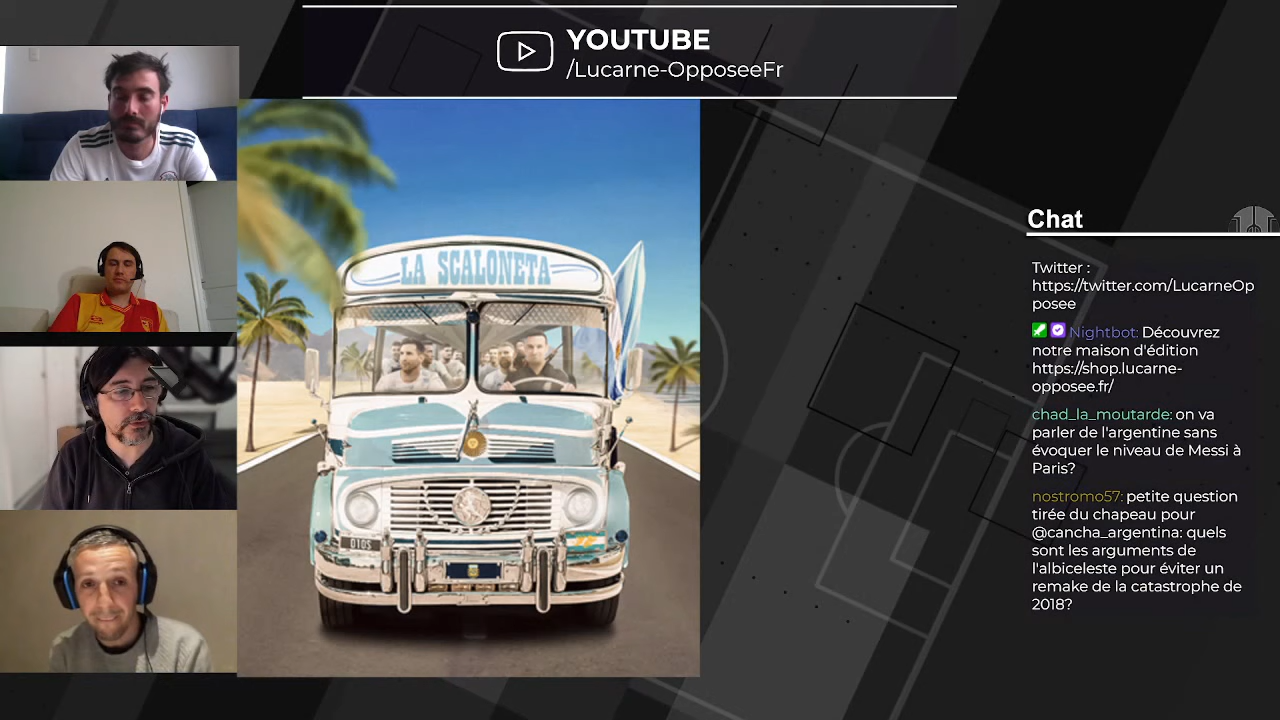 YOUTUBE
/Lucarne-OpposeeFr
LA SCALONETA
D10S
Chat
Twitter :
https://twitter.com/LucarneOp
posee
Nightbot: Découvrez
notre maison d'édition
https://shop.lucarne-
opposee.fr/
chad_la_moutarde: on va
parler de l'argentine sans
évoquer le niveau de Messi à
Paris?
nostromo57: petite question
tirée du chapeau pour
@cancha_argentina: quels
sont les arguments de
l'albiceleste pour éviter un
remake de la catastrophe de
2018?